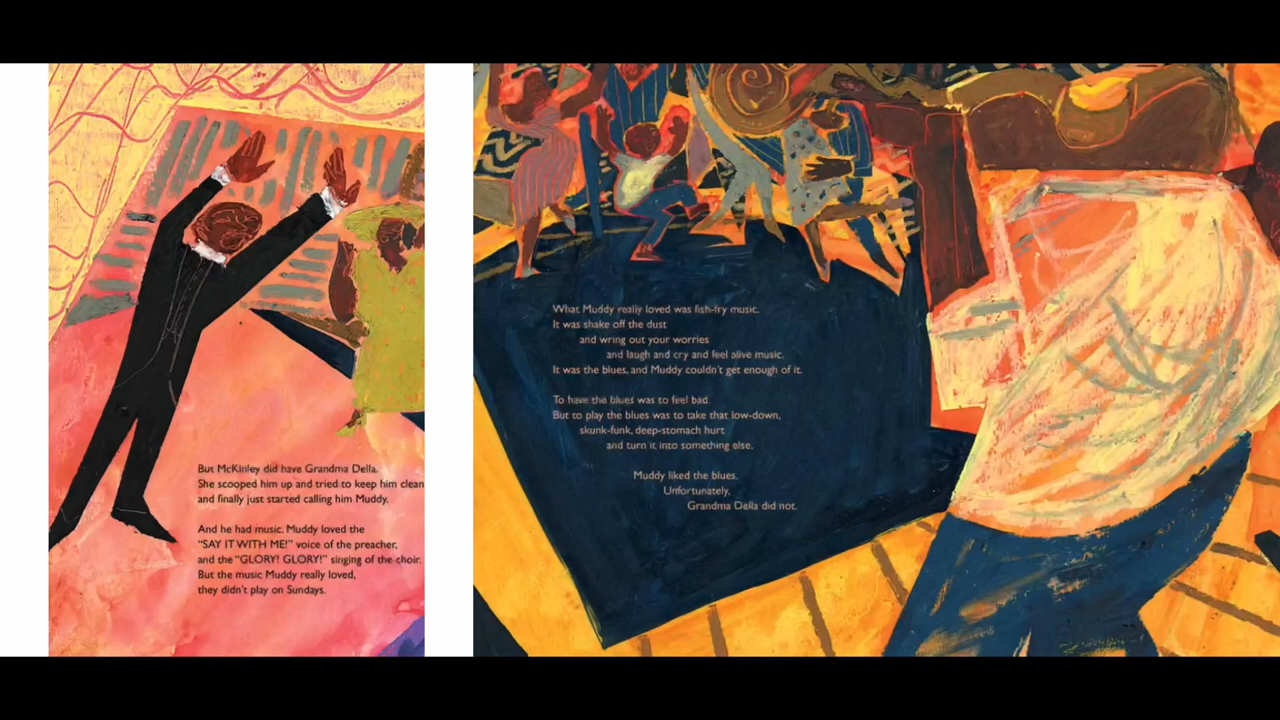 But McKinley did have Grandma Della.
She scooped him up and tried to keep him clean
and finally just started calling him Muddy.
And he had music. Muddy loved the
“SAY IT WITH ME!” voice of the preacher,
and the “GLORY! GLORY!” singing of the choir.
But the music Muddy really loved,
they didn’t play on Sundays.
What Muddy really loved was fish-fry music.
It was shake off the dust
and wring out your worries
and laugh and cry and feel alive music.
It was the blues, and Muddy couldn’t get enough of it.
To have the blues was to feel bad.
But to play the blues was to take that low-down,
skunk-funk, deep-stomach hurt
and turn it into something else.
Muddy liked the blues.
Unfortunately,
Grandma Della did not.